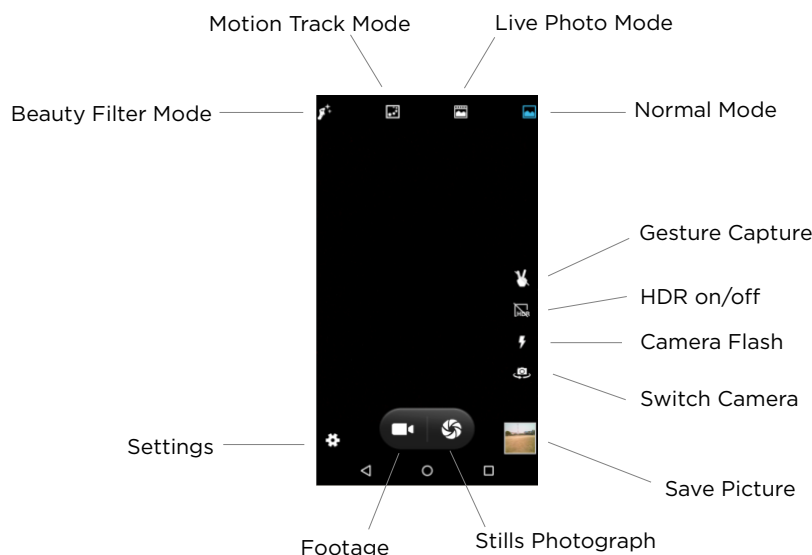 Motion Track Mode
Live Photo Mode
Beauty Filter Mode
Normal Mode
Gesture Capture
HDR on/off
HDR
Camera Flash
Switch Camera
Settings
Save Picture
Footage
Stills Photograph